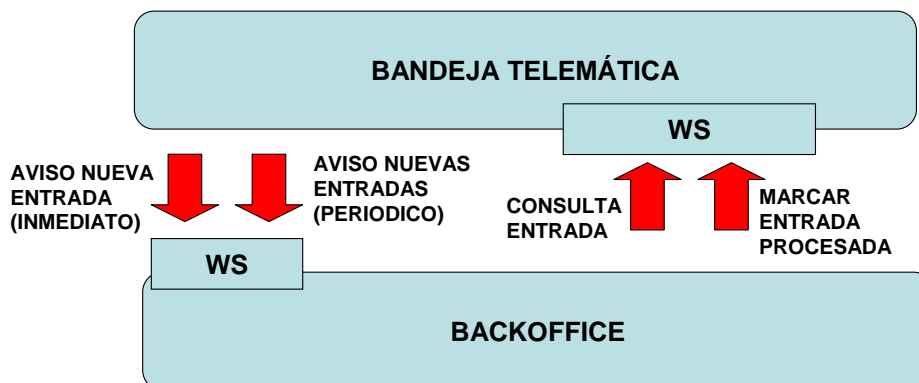 BANDEJA TELEMÁTICA
WS
AVISO NUEVA
ENTRADA
(INMEDIATO)
AVISO NUEVAS
ENTRADAS
(PERIODICO)
CONSULTA
ENTRADA
MARCAR
ENTRADA
PROCESADA
WS
BACKOFFICE